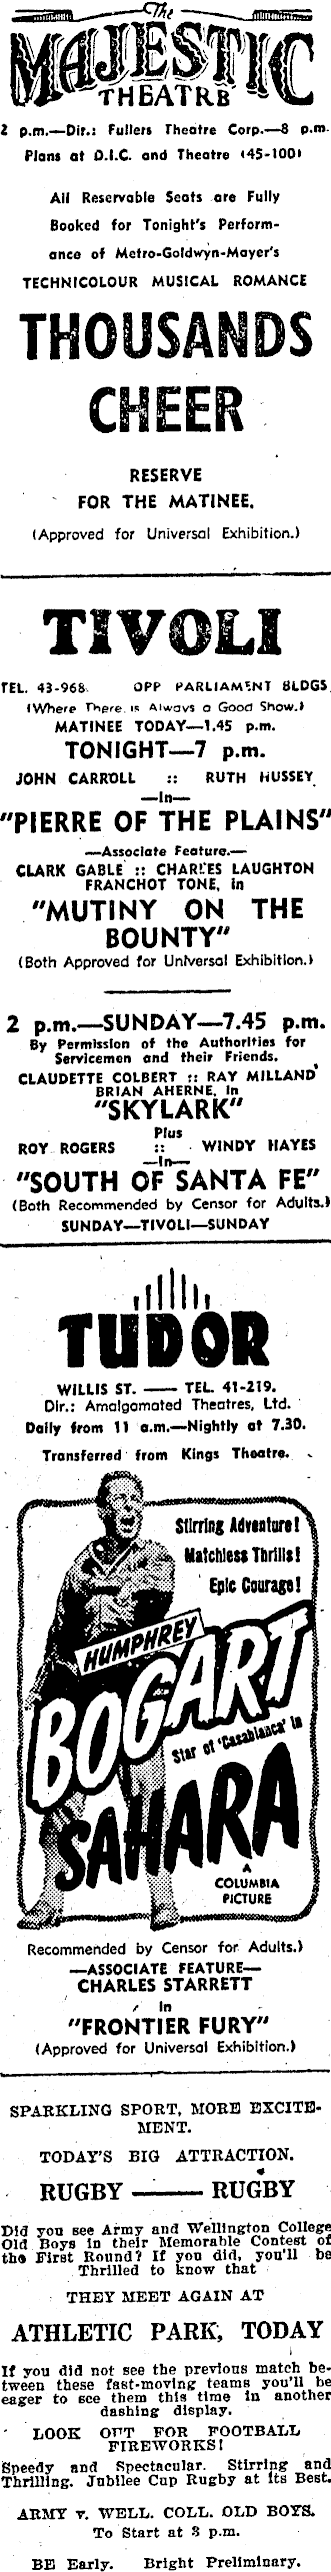 The
MAJESTIC
THEATRE
2 p.m.—Dir.: Fullers Theatre Corp.—8 p.m.
Plans at D.I.C. and Theatre (45-100)
All Reservable Seats are Fully
Booked for Tonight's Perform-
ance of Metro-Goldwyn-Mayer's
TECHNICOLOUR MUSICAL ROMANCE
THOUSANDS
CHEER
RESERVE
FOR THE MATINEE.
(Approved for Universal Exhibition.)
TIVOLI
TEL. 43-968. OPP PARLIAMENT BLDGS.
(Where There is Always a Good Show.)
MATINEE TODAY—1.45 p.m.
TONIGHT—7 p.m.
JOHN CARROLL :: RUTH HUSSEY
—In—
"PIERRE OF THE PLAINS"
—Associate Feature.—
CLARK GABLE :: CHARLES LAUGHTON
FRANCHOT TONE, in
"MUTINY ON THE
BOUNTY"
(Both Approved for Universal Exhibition.)
2 p.m.—SUNDAY—7.45 p.m.
By Permission of the Authorities for
Servicemen and their Friends.
CLAUDETTE COLBERT :: RAY MILLAND
BRIAN AHERNE, In
"SKYLARK"
Plus
ROY ROGERS :: WINDY HAYES
—In—
"SOUTH OF SANTA FE"
(Both Recommended by Censor for Adults.)
SUNDAY—TIVOLI—SUNDAY
TUDOR
WILLIS ST. —— TEL. 41-219.
Dir.: Amalgamated Theatres, Ltd.
Daily from 11 a.m.—Nightly at 7.30.
Transferred from Kings Theatre.
Stirring Adventure!
Matchless Thrills!
Epic Courage!
HUMPHREY
BOGART
Star of 'Casablanca' in
SAHARA
A
COLUMBIA
PICTURE
Recommended by Censor for Adults.)
—ASSOCIATE FEATURE—
CHARLES STARRETT
In
"FRONTIER FURY"
(Approved for Universal Exhibition.)
SPARKLING SPORT, MORE EXCITE-
MENT.
TODAY'S BIG ATTRACTION.
RUGBY —— RUGBY
Did you see Army and Wellington College
Old Boys in their Memorable Contest of
the First Round? If you did, you'll be
Thrilled to know that
THEY MEET AGAIN AT
ATHLETIC PARK, TODAY
If you did not see the previous match be-
tween these fast-moving teams you'll be
eager to see them this time in another
dashing display.
LOOK OUT FOR FOOTBALL
FIREWORKS!
Speedy and Spectacular. Stirring and
Thrilling. Jubilee Cup Rugby at its Best.
ARMY v. WELL. COLL. OLD BOYS.
To Start at 3 p.m.
BE Early. Bright Preliminary.